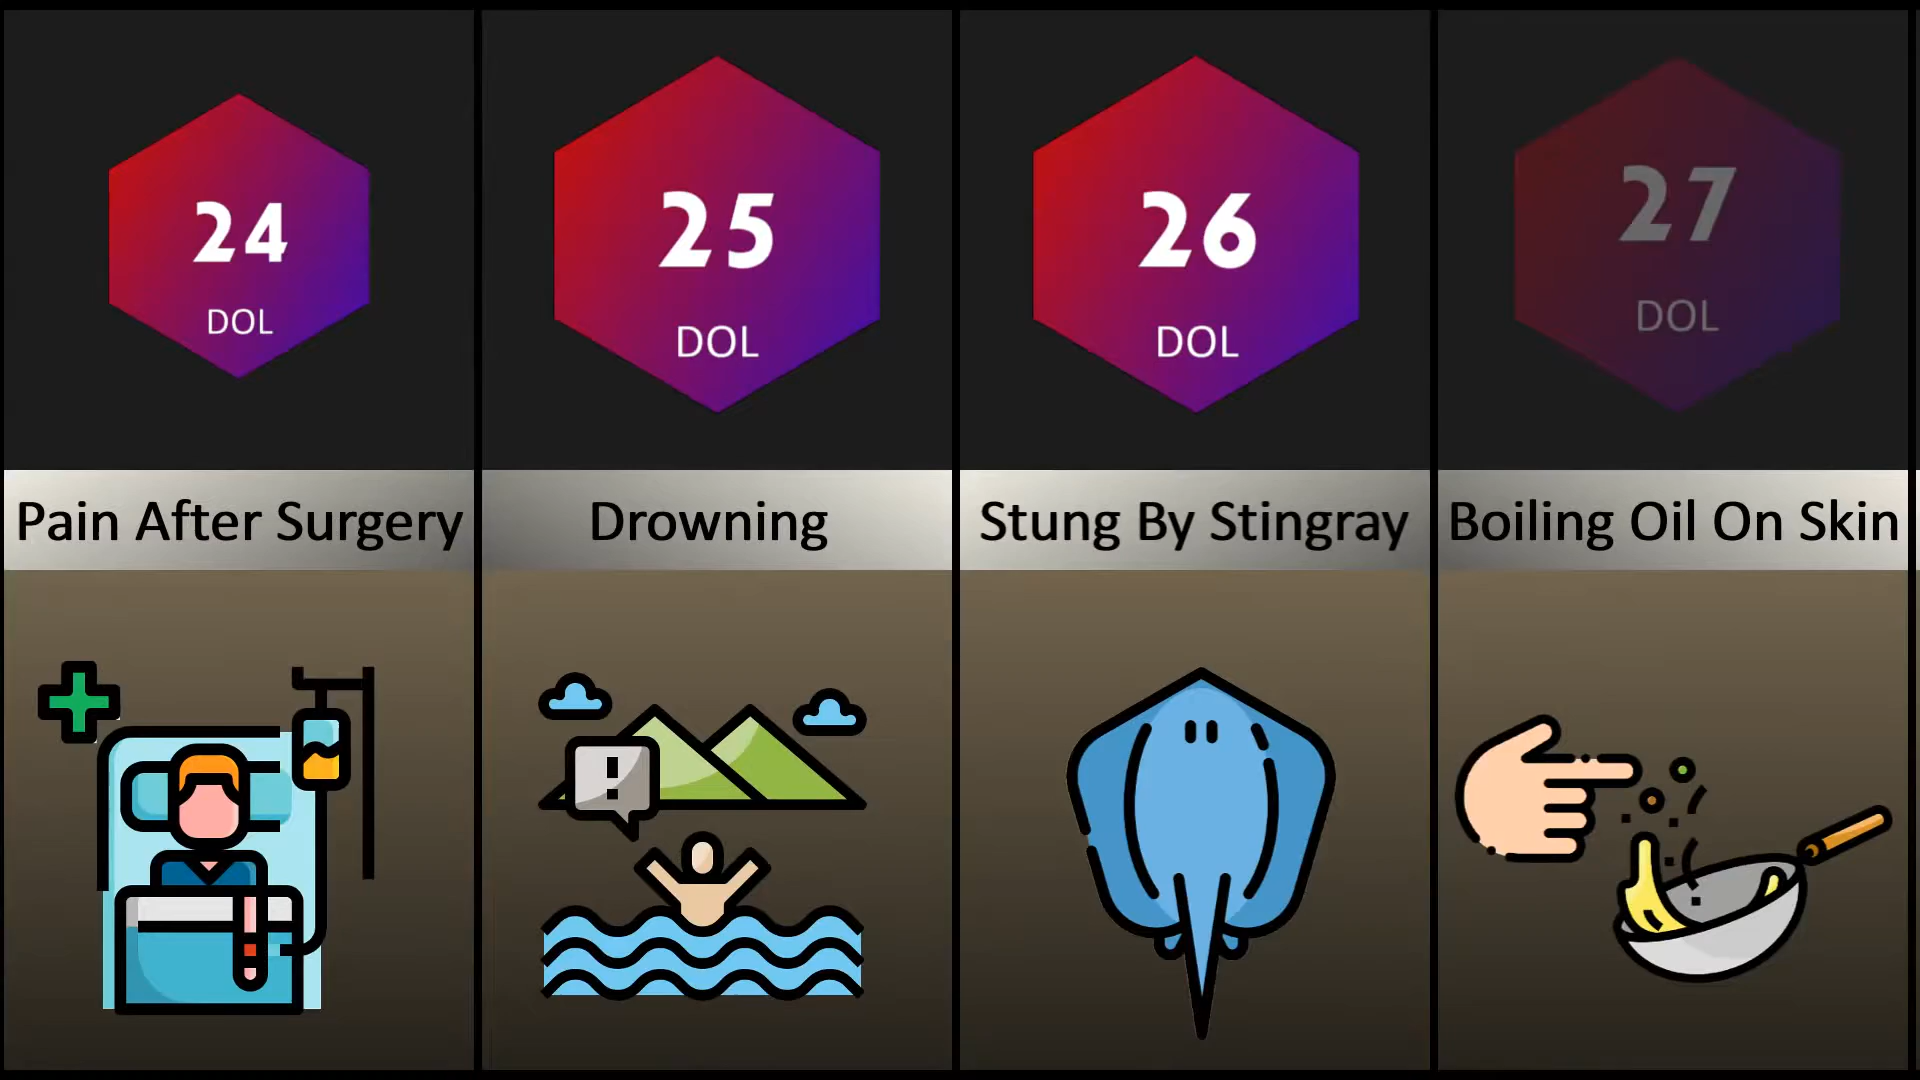 24
DOL
Pain After Surgery
25
DOL
Drowning
!
26
DOL
Stung By Stingray
27
DOL
Boiling Oil On Skin